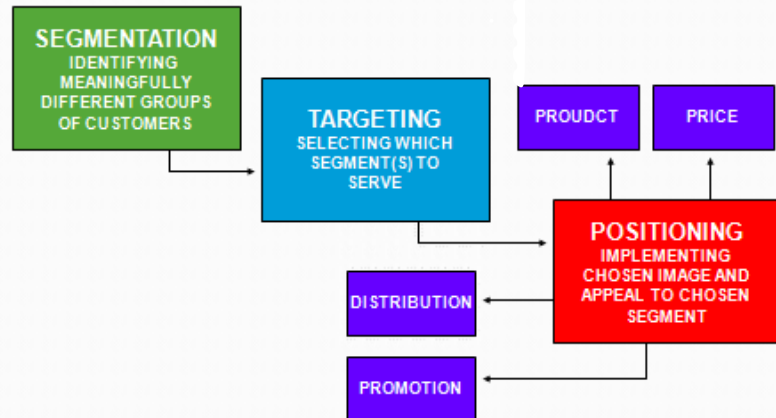 SEGMENTATION
IDENTIFYING
MEANINGFULLY
DIFFERENT GROUPS
OF CUSTOMERS
TARGETING
SELECTING WHICH
SEGMENT(S) TO
SERVE
PROUDCT
PRICE
POSITIONING
IMPLEMENTING
CHOSEN IMAGE AND
APPEAL TO CHOSEN
SEGMENT
DISTRIBUTION
PROMOTION